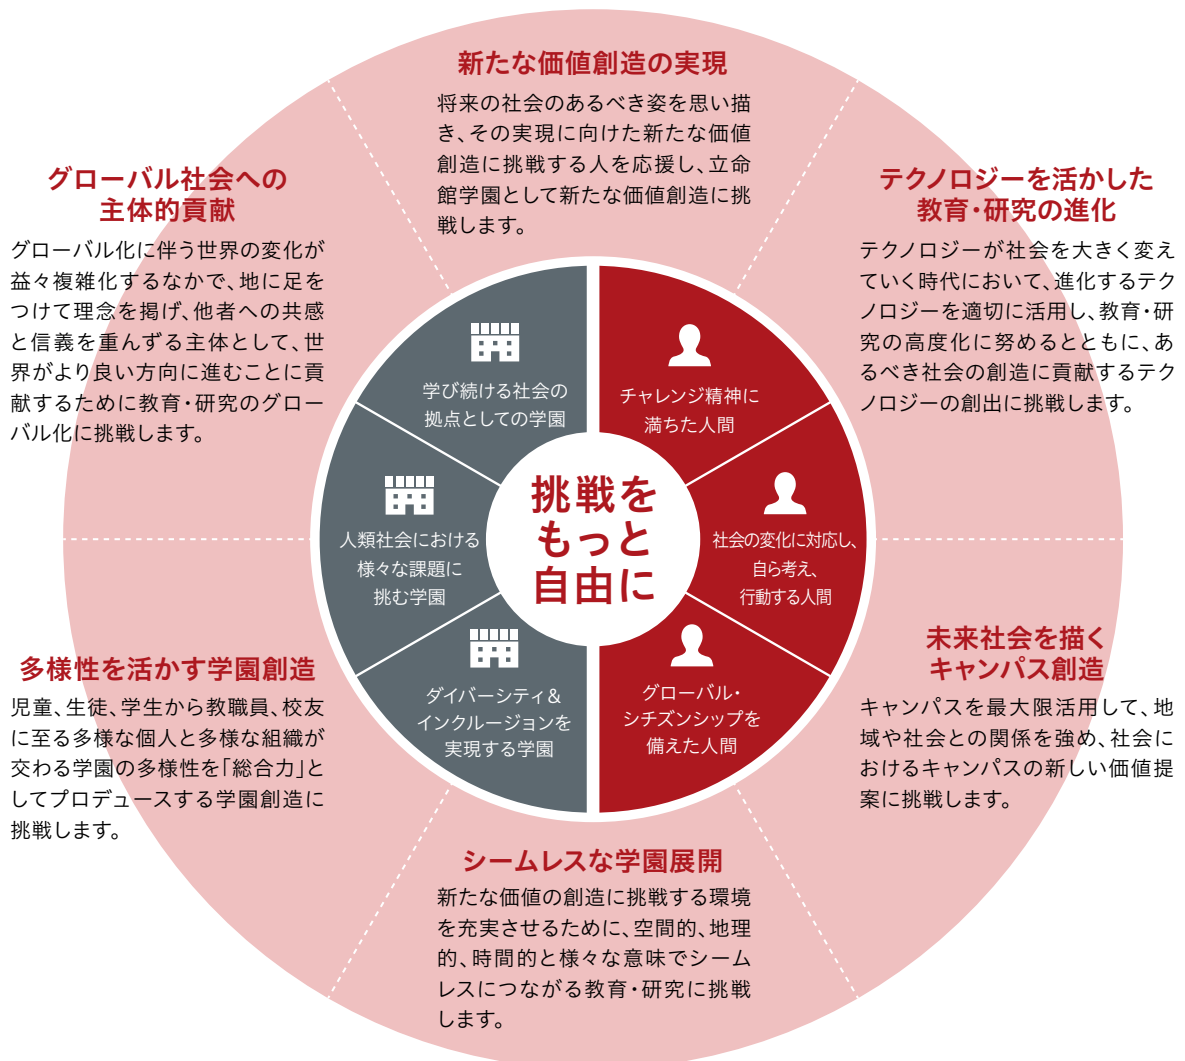 新たな価値創造の実現
将来の社会のあるべき姿を思い描
き、その実現に向けた新たな価値
創造に挑戦する人を応援し、立命
館学園として新たな価値創造に挑
戦します。
グローバル社会への
主体的貢献
グローバル化に伴う世界の変化が
益々複雑化するなかで、地に足を
つけて理念を掲げ、他者への共感
と信義を重んずる主体として、世
界がより良い方向に進むことに貢
献するために教育・研究のグロー
バル化に挑戦します。
テクノロジーを活かした
教育・研究の進化
テクノロジーが社会を大きく変え
ていく時代において、進化するテク
ノロジーを適切に活用し、教育・研
究の高度化に努めるとともに、あ
るべき社会の創造に貢献するテク
ノロジーの創出に挑戦します。
学び続ける社会の
拠点としての学園
チャレンジ精神に
満ちた人間
人類社会における
様々な課題に
挑む学園
挑戦を
もっと
自由に
社会の変化に対応し、
自ら考え、
行動する人間
ダイバーシティ&
インクルージョンを
実現する学園
グローバル・
シチズンシップを
備えた人間
多様性を活かす学園創造
児童、生徒、学生から教職員、校友
に至る多様な個人と多様な組織が
交わる学園の多様性を「総合力」と
してプロデュースする学園創造に
挑戦します。
未来社会を描く
キャンパス創造
キャンパスを最大限活用して、地
域や社会との関係を強め、社会に
おけるキャンパスの新しい価値提
案に挑戦します。
シームレスな学園展開
新たな価値の創造に挑戦する環境
を充実させるために、空間的、地理
的、時間的と様々な意味でシーム
レスにつながる教育・研究に挑戦
します。